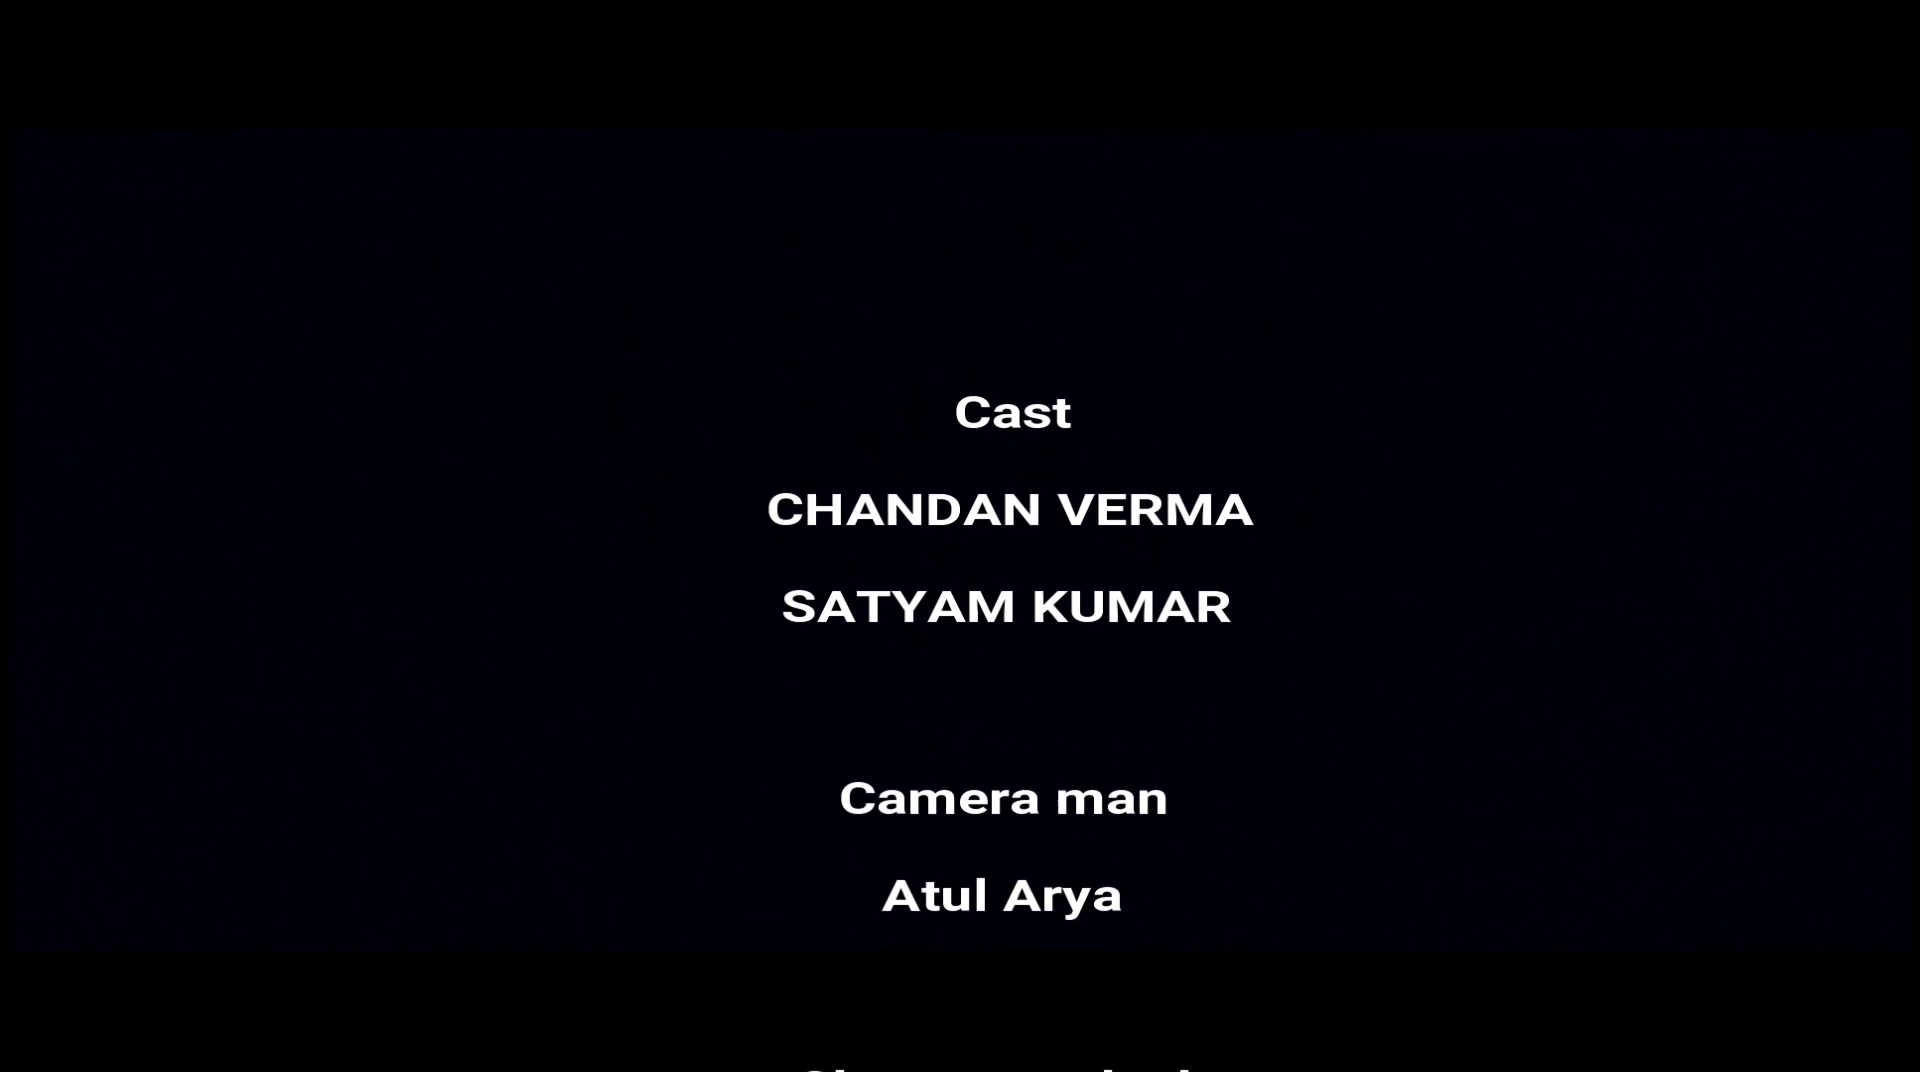 Cast
CHANDAN VERMA
SATYAM KUMAR
Camera man
Atul Arya